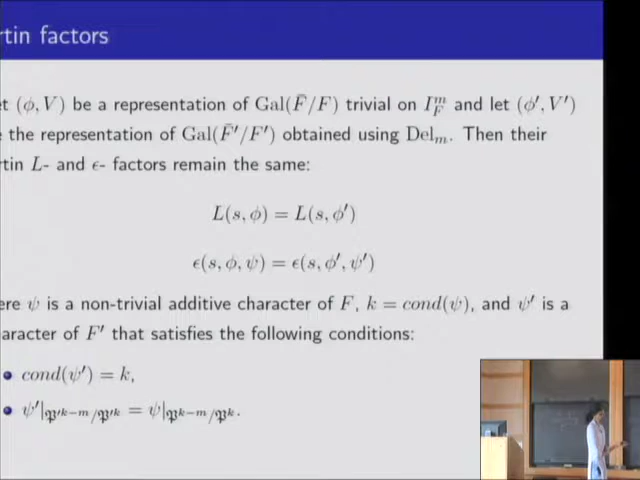 rtin factors
et (ϕ, V) be a representation of Gal(F̄/F) trivial on I_F^m and let (ϕ′, V′)
e the representation of Gal(F̄′/F′) obtained using Del_m. Then their
rtin L- and ϵ- factors remain the same:
L(s, ϕ) = L(s, ϕ′)
ϵ(s, ϕ, ψ) = ϵ(s, ϕ′, ψ′)
ere ψ is a non-trivial additive character of F, k = cond(ψ), and ψ′ is a
aracter of F′ that satisfies the following conditions:
cond(ψ′) = k,
ψ′|_{𝔓′^{k−m}/𝔓′^k} = ψ|_{𝔓^{k−m}/𝔓^k}.